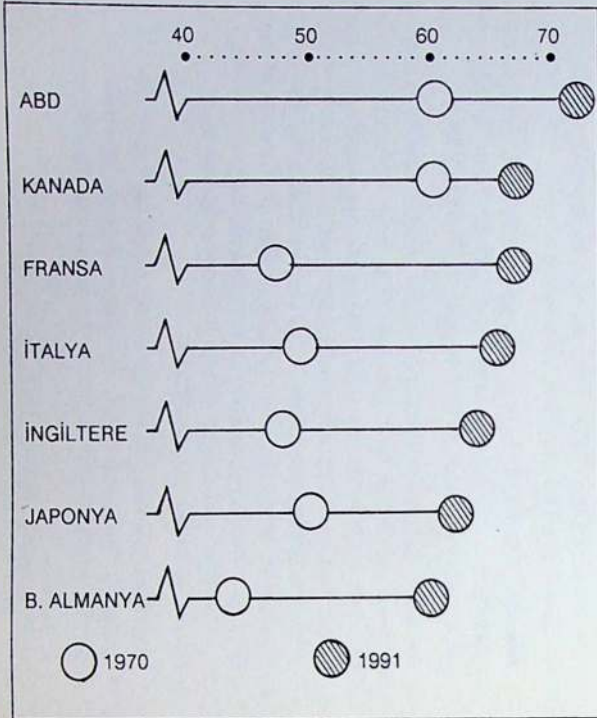 40 50 60 70
ABD
KANADA
FRANSA
İTALYA
İNGİLTERE
JAPONYA
B. ALMANYA
1970 1991